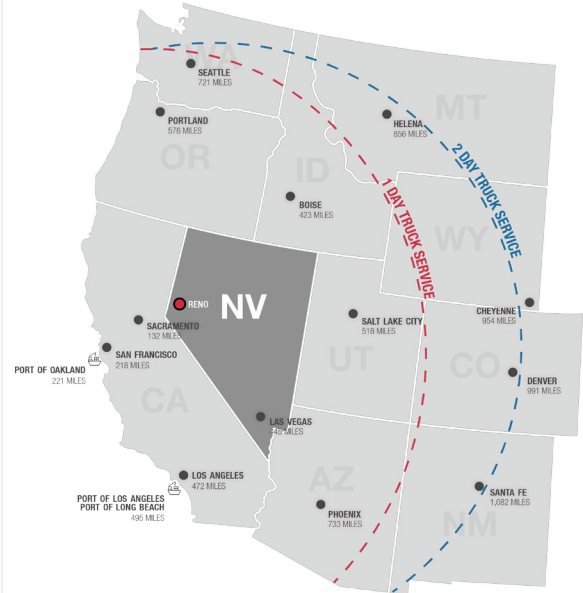 WA
SEATTLE
721 MILES
MT
PORTLAND
576 MILES
HELENA
856 MILES
OR
ID
2 DAY TRUCK SERVICE
1 DAY TRUCK SERVICE
BOISE
423 MILES
WY
RENO
NV
CHEYENNE
954 MILES
SACRAMENTO
132 MILES
SALT LAKE CITY
518 MILES
SAN FRANCISCO
218 MILES
UT
CO
PORT OF OAKLAND
221 MILES
DENVER
991 MILES
CA
LAS VEGAS
445 MILES
LOS ANGELES
472 MILES
AZ
PORT OF LOS ANGELES
PORT OF LONG BEACH
495 MILES
SANTA FE
1,082 MILES
PHOENIX
733 MILES
NM